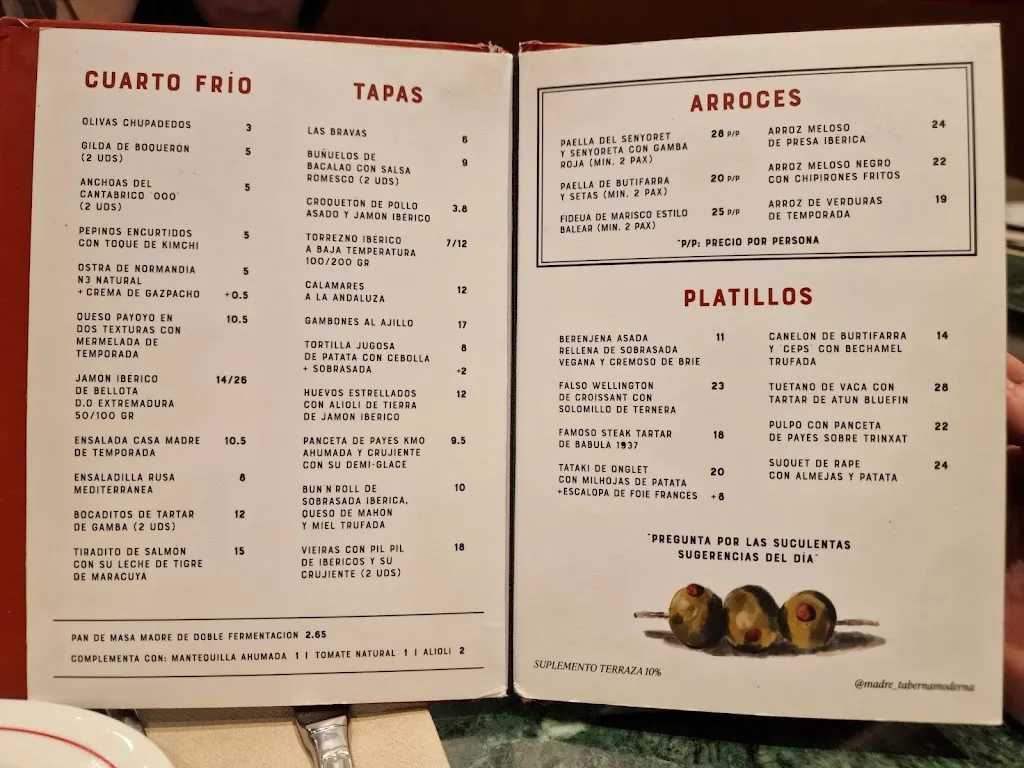 CUARTO FRÍO
OLIVAS CHUPADEDOS 3
GILDA DE BOQUERON 5
(2 UDS)
ANCHOAS DEL 5
CANTABRICO ´OOO´
(2 UDS)
PEPINOS ENCURTIDOS 5
CON TOQUE DE KIMCHI
OSTRA DE NORMANDIA 5
N3 NATURAL
+ CREMA DE GAZPACHO +0.5
QUESO PAYOYO EN 10.5
DOS TEXTURAS CON
MERMELADA DE
TEMPORADA
JAMON IBERICO 14/26
DE BELLOTA
D.O EXTREMADURA
50/100 GR
ENSALADA CASA MADRE 10.5
DE TEMPORADA
ENSALADILLA RUSA 8
MEDITERRANEA
BOCADITOS DE TARTAR 12
DE GAMBA (2 UDS)
TIRADITO DE SALMON 15
CON SU LECHE DE TIGRE
DE MARACUYA
TAPAS
LAS BRAVAS 6
BUÑUELOS DE 9
BACALAO CON SALSA
ROMESCO (2 UDS)
CROQUETON DE POLLO 3.8
ASADO Y JAMON IBERICO
TORREZNO IBERICO 7/12
A BAJA TEMPERATURA
100/200 GR
CALAMARES 12
A LA ANDALUZA
GAMBONES AL AJILLO 17
TORTILLA JUGOSA 8
DE PATATA CON CEBOLLA
+ SOBRASADA +2
HUEVOS ESTRELLADOS 12
CON ALIOLI DE TIERRA
DE JAMON IBERICO
PANCETA DE PAYES KM0 9.5
AHUMADA Y CRUJIENTE
CON SU DEMI-GLACE
BUN´N ROLL DE 10
SOBRASADA IBERICA,
QUESO DE MAHON
Y MIEL TRUFADA
VIEIRAS CON PIL PIL 18
DE IBERICOS Y SU
CRUJIENTE (2 UDS)
PAN DE MASA MADRE DE DOBLE FERMENTACION 2.65
COMPLEMENTA CON: MANTEQUILLA AHUMADA 1 | TOMATE NATURAL 1 | ALIOLI 2
ARROCES
PAELLA DEL SENYORET 28 P/P
Y SENYORETA CON GAMBA
ROJA (MIN. 2 PAX)
PAELLA DE BUTIFARRA 20 P/P
Y SETAS (MIN. 2 PAX)
FIDEUA DE MARISCO ESTILO 25 P/P
BALEAR (MIN. 2 PAX)
ARROZ MELOSO 24
DE PRESA IBERICA
ARROZ MELOSO NEGRO 22
CON CHIPIRONES FRITOS
ARROZ DE VERDURAS 19
DE TEMPORADA
*P/P: PRECIO POR PERSONA
PLATILLOS
BERENJENA ASADA 11
RELLENA DE SOBRASADA
VEGANA Y CREMOSO DE BRIE
FALSO WELLINGTON 23
DE CROISSANT CON
SOLOMILLO DE TERNERA
FAMOSO STEAK TARTAR 18
DE BABULA 1937
TATAKI DE ONGLET 20
CON MILHOJAS DE PATATA
+ESCALOPA DE FOIE FRANCES +8
CANELON DE BURTIFARRA 14
Y ´CEPS´ CON BECHAMEL
TRUFADA
TUETANO DE VACA CON 28
TARTAR DE ATUN BLUEFIN
PULPO CON PANCETA 22
DE PAYES SOBRE TRINXAT
SUQUET DE RAPE 24
CON ALMEJAS Y PATATA
*PREGUNTA POR LAS SUCULENTAS
SUGERENCIAS DEL DÍA*
SUPLEMENTO TERRAZA 10%
@madre_tabernamoderna